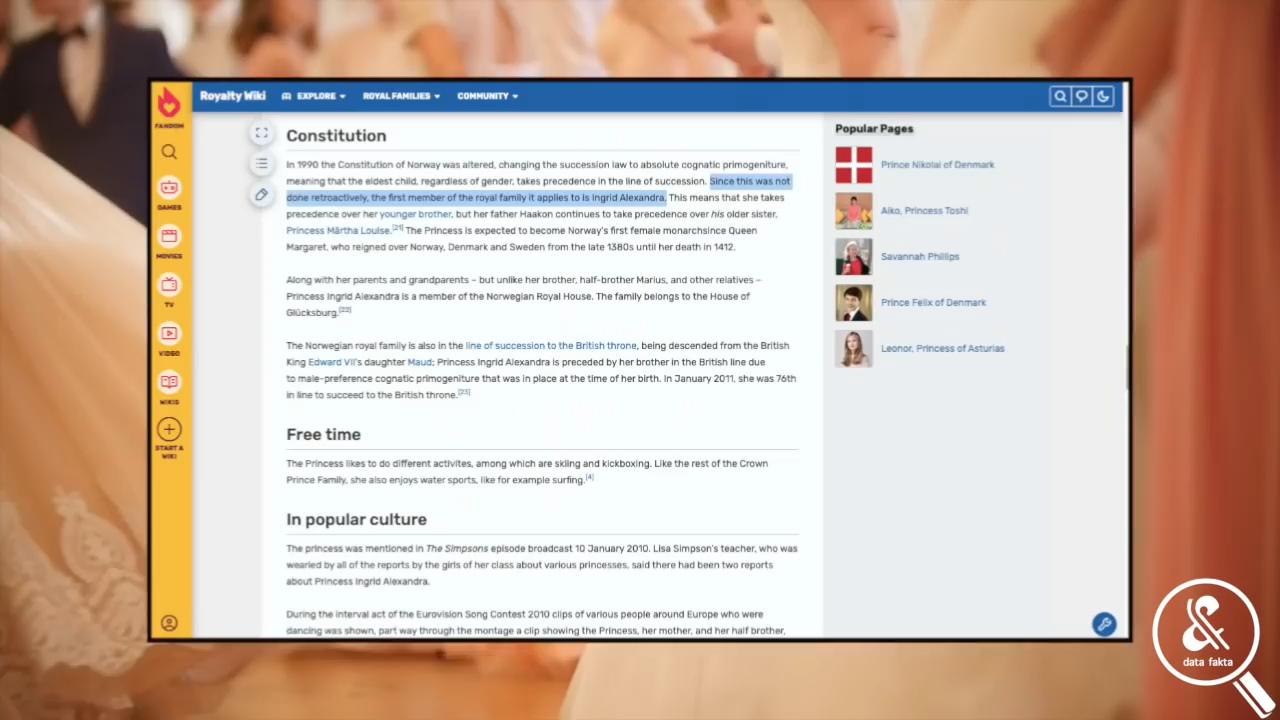 Royalty Wiki
EXPLORE
ROYAL FAMILIES
COMMUNITY
FANDOM
GAMES
MOVIES
TV
VIDEO
WIKIS
START A
WIKI
Constitution
In 1990 the Constitution of Norway was altered, changing the succession law to absolute cognatic primogeniture,
meaning that the eldest child, regardless of gender, takes precedence in the line of succession. Since this was not
done retroactively, the first member of the royal family it applies to is Ingrid Alexandra. This means that she takes
precedence over her younger brother, but her father Haakon continues to take precedence over his older sister,
Princess Märtha Louise.[21] The Princess is expected to become Norway's first female monarchsince Queen
Margaret, who reigned over Norway, Denmark and Sweden from the late 1380s until her death in 1412.
Along with her parents and grandparents – but unlike her brother, half-brother Marius, and other relatives –
Princess Ingrid Alexandra is a member of the Norwegian Royal House. The family belongs to the House of
Glücksburg.[22]
The Norwegian royal family is also in the line of succession to the British throne, being descended from the British
King Edward VII's daughter Maud; Princess Ingrid Alexandra is preceded by her brother in the British line due
to male-preference cognatic primogeniture that was in place at the time of her birth. In January 2011, she was 76th
in line to succeed to the British throne.[23]
Free time
The Princess likes to do different activites, among which are skiing and kickboxing. Like the rest of the Crown
Prince Family, she also enjoys water sports, like for example surfing.[4]
In popular culture
The princess was mentioned in The Simpsons episode broadcast 10 January 2010. Lisa Simpson's teacher, who was
wearied by all of the reports by the girls of her class about various princesses, said there had been two reports
about Princess Ingrid Alexandra.
During the interval act of the Eurovision Song Contest 2010 clips of various people around Europe who were
dancing was shown, part way through the montage a clip showing the Princess, her mother, and her half brother,
Popular Pages
Prince Nikolai of Denmark
Aiko, Princess Toshi
Savannah Phillips
Prince Felix of Denmark
Leonor, Princess of Asturias
data fakta